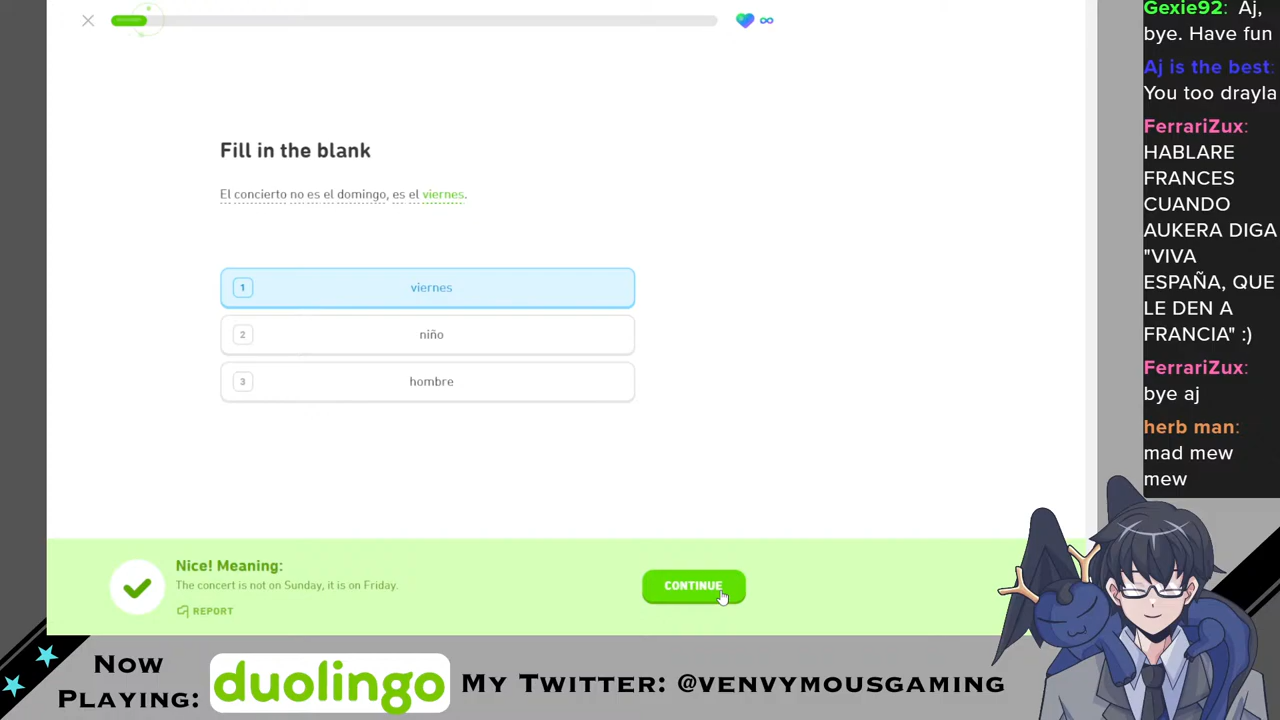 Fill in the blank
El concierto no es el domingo, es el viernes.
1 viernes
2 niño
3 hombre
Nice! Meaning:
The concert is not on Sunday, it is on Friday.
REPORT
CONTINUE
Gexie92: Aj,
bye. Have fun
Aj is the best:
You too drayla
FerrariZux:
HABLARE
FRANCES
CUANDO
AUKERA DIGA
"VIVA
ESPAÑA, QUE
LE DEN A
FRANCIA" :)
FerrariZux:
bye aj
herb man:
mad mew
mew
Now
Playing:
duolingo
My Twitter: @venvymousgaming